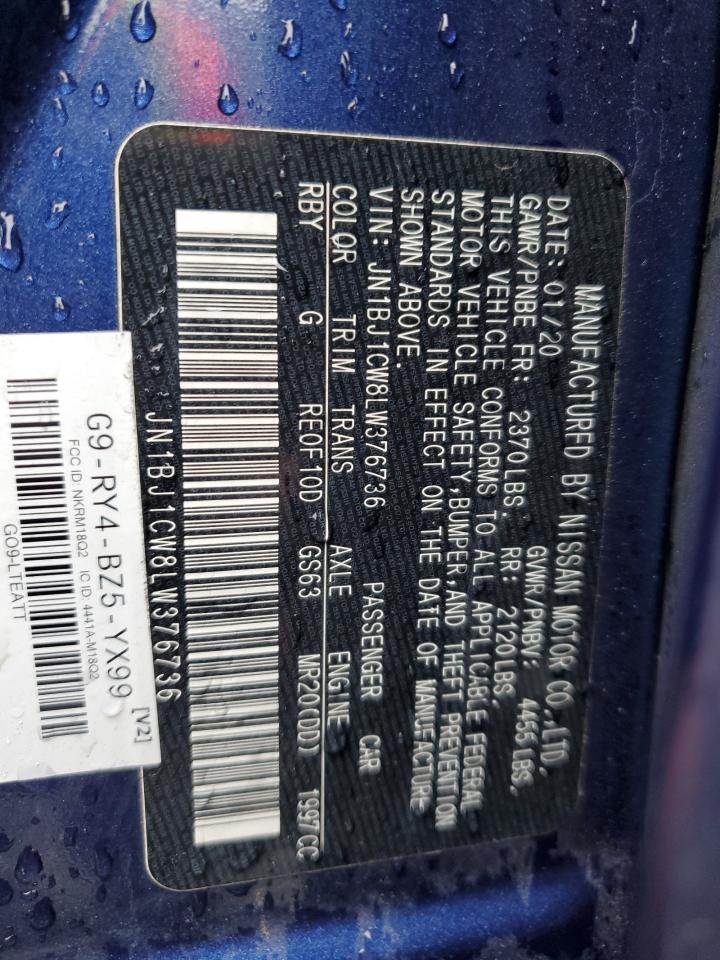 MANUFACTURED BY NISSAN MOTOR CO.,LTD.
DATE: 01/20 GVWR/PNBV: 4455 LBS,
GAWR/PNBE FR: 2370LBS. RR: 2120LBS.
THIS VEHICLE CONFORMS TO ALL APPLICABLE FEDERAL
MOTOR VEHICLE SAFETY,BUMPER,AND THEFT PREVENTION
STANDARDS IN EFFECT ON THE DATE OF MANUFACTURE
SHOWN ABOVE.
VIN: JN1BJ1CW8LW376736 PASSENGER CAR
COLOR TRIM TRANS AXLE ENGINE
RBY G RE0F10D GS63 MR20(DD) 1997CC
JN1BJ1CW8LW376736
G9-RY4-BZ5-YX99 [V2]
FCC ID: NKRM18Q2 IC ID: 4441A-M18Q2
GO9-LTEATT